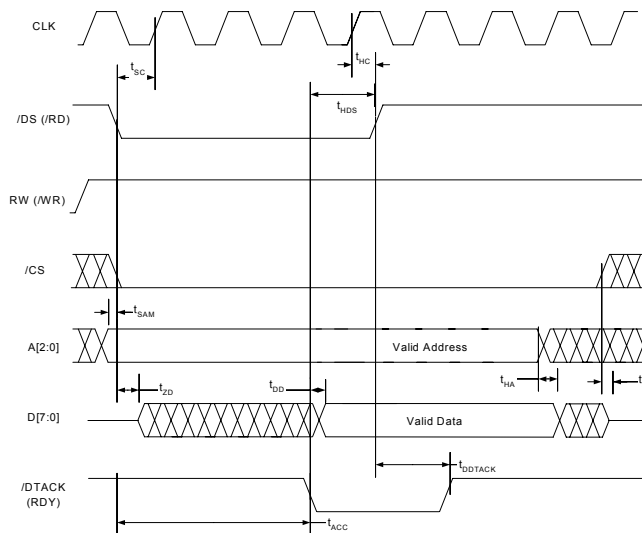 CLK
tHC
tSC
tHDS
/DS (/RD)
RW (/WR)
/CS
tSAM
A[2:0]
Valid Address
tHA
t
tZD
tDD
D[7:0]
Valid Data
tDDTACK
/DTACK
(RDY)
tACC